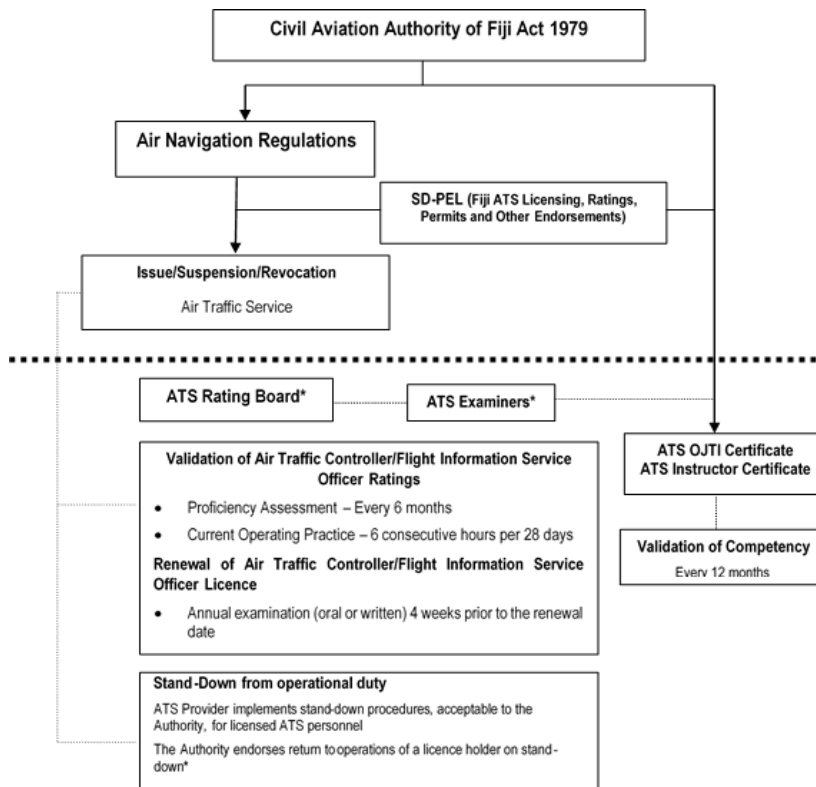 Civil Aviation Authority of Fiji Act 1979
Air Navigation Regulations
SD-PEL (Fiji ATS Licensing, Ratings,
Permits and Other Endorsements)
Issue/Suspension/Revocation
Air Traffic Service
ATS Rating Board*
ATS Examiners*
ATS OJTI Certificate
ATS Instructor Certificate
Validation of Air Traffic Controller/Flight Information Service
Officer Ratings
• Proficiency Assessment – Every 6 months
• Current Operating Practice – 6 consecutive hours per 28 days
Renewal of Air Traffic Controller/Flight Information Service
Officer Licence
• Annual examination (oral or written) 4 weeks prior to the renewal
date
Validation of Competency
Every 12 months
Stand-Down from operational duty
ATS Provider implements stand-down procedures, acceptable to the
Authority, for licensed ATS personnel
The Authority endorses return to operations of a licence holder on stand-
down*